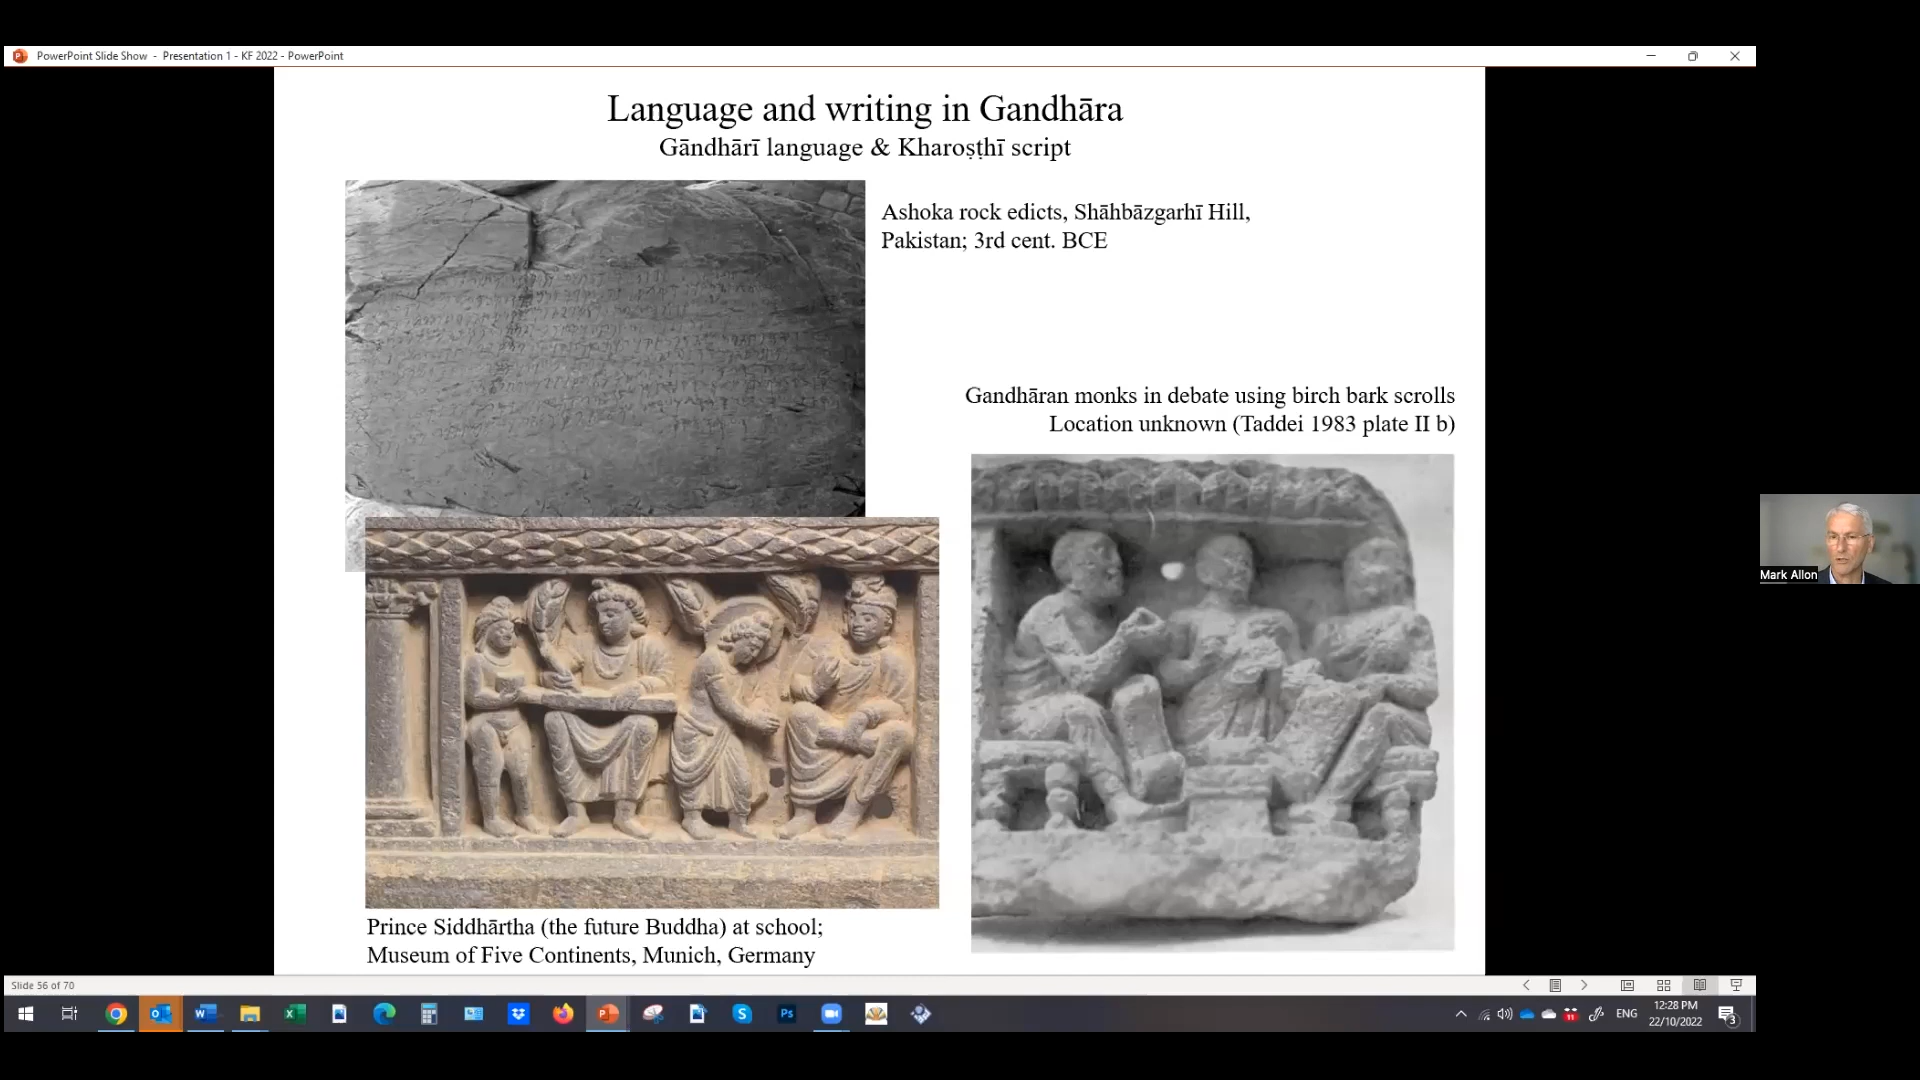 PowerPoint Slide Show - Presentation 1 - KF 2022 - PowerPoint
Language and writing in Gandhāra
Gāndhārī language & Kharoṣṭhī script
Ashoka rock edicts, Shāhbāzgarhī Hill,
Pakistan; 3rd cent. BCE
Gandhāran monks in debate using birch bark scrolls
Location unknown (Taddei 1983 plate II b)
Mark Allon
Prince Siddhārtha (the future Buddha) at school;
Museum of Five Continents, Munich, Germany
Slide 56 of 70
ENG
12:28 PM
22/10/2022